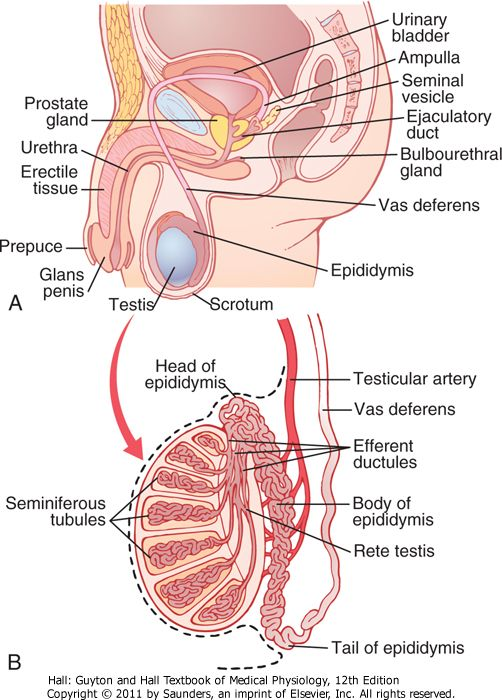 Urinary
bladder
Ampulla
Seminal
vesicle
Prostate
gland
Ejaculatory
duct
Urethra
Bulbourethral
gland
Erectile
tissue
Vas deferens
Prepuce
Epididymis
Glans
penis
Testis
Scrotum
A
Head of
epididymis
Testicular artery
Vas deferens
Efferent
ductules
Seminiferous
tubules
Body of
epididymis
Rete testis
Tail of epididymis
B
Hall: Guyton and Hall Textbook of Medical Physiology, 12th Edition
Copyright © 2011 by Saunders, an imprint of Elsevier, Inc. All rights reserved.